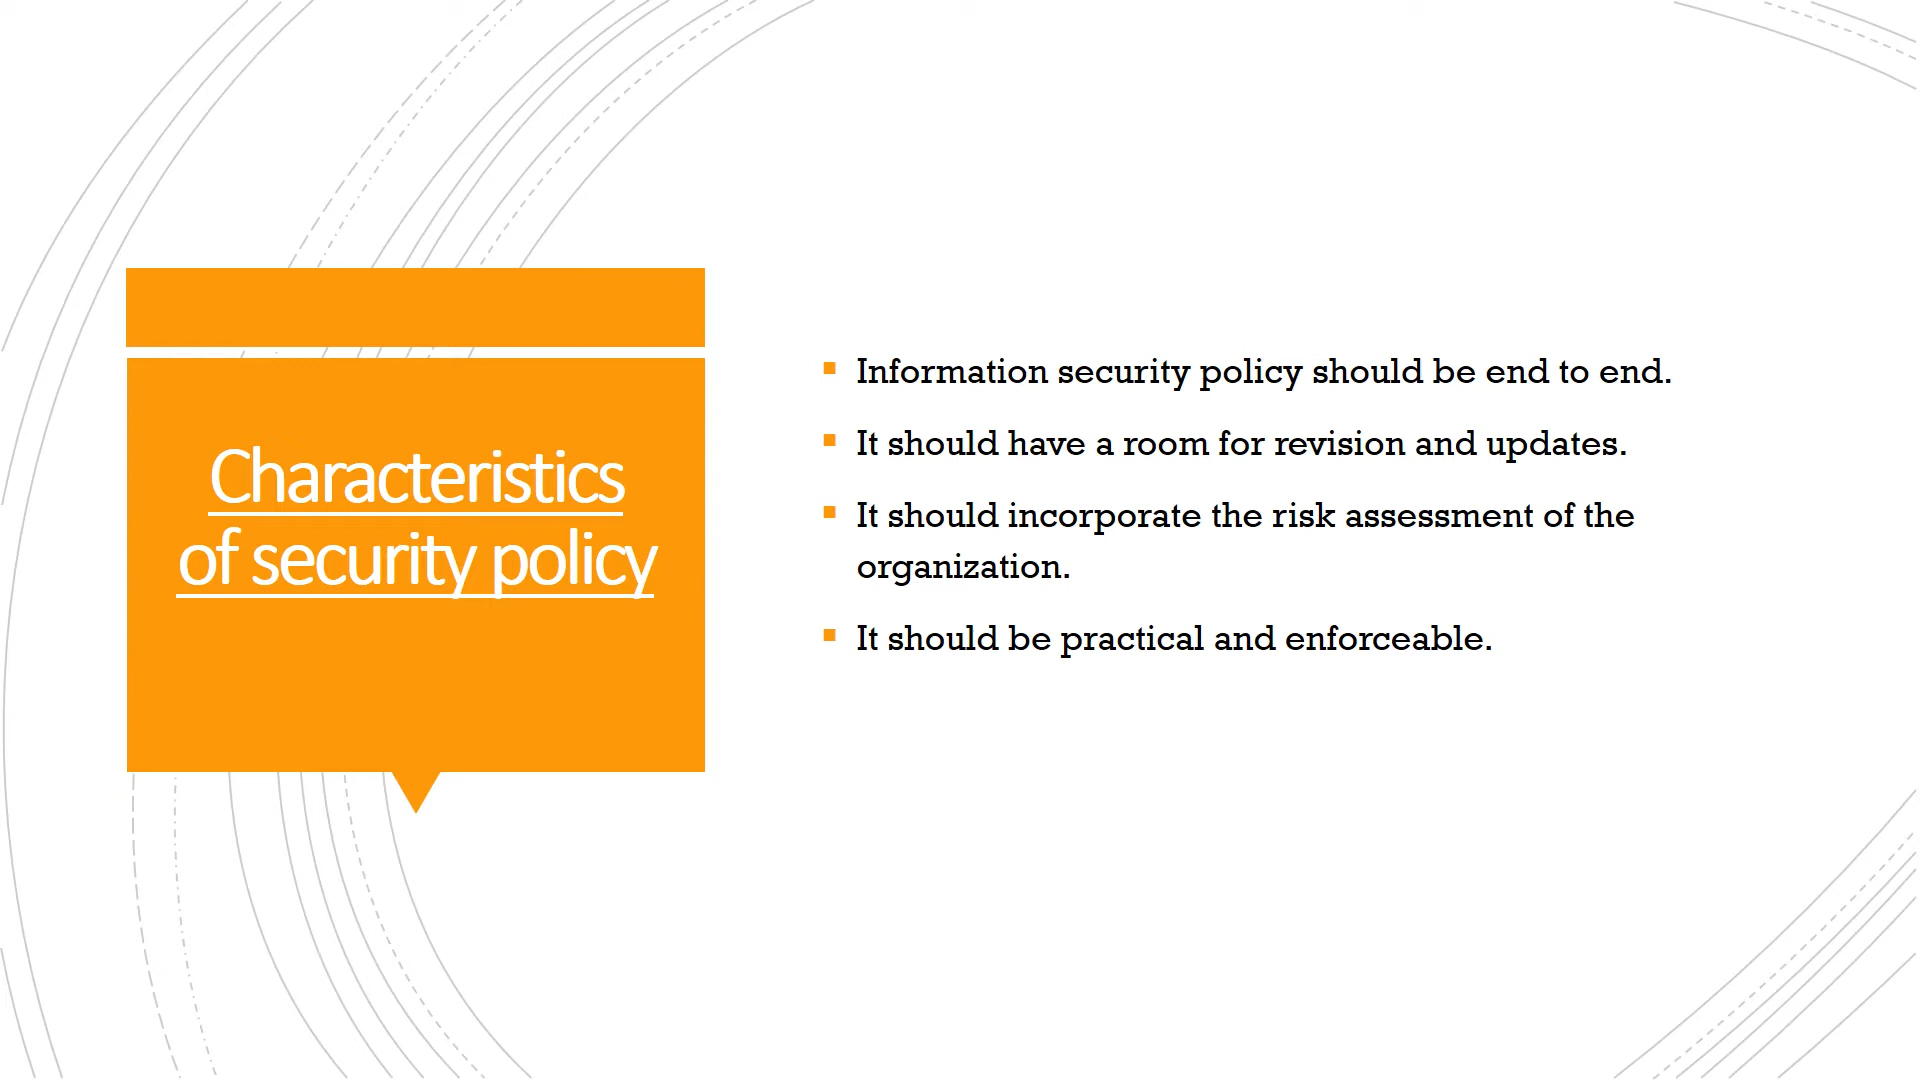 Characteristics
of security policy
Information security policy should be end to end.
It should have a room for revision and updates.
It should incorporate the risk assessment of the
organization.
It should be practical and enforceable.